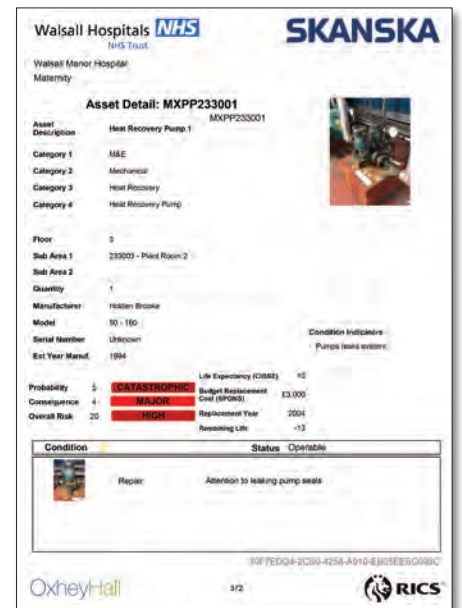 Walsall Hospitals NHS
NHS Trust
SKANSKA
Walsall Manor Hospital
Maternity
Asset Detail: MXPP233001
MXPP233001
Asset Description Heat Recovery Pump 1
Category 1 M&E
Category 2 Mechanical
Category 3 Heat Recovery
Category 4 Heat Recovery Pump
Floor
Sub Area 1 233003 - Plant Room 2
Sub Area 2
Quantity 1
Manufacturer Holden Brooke
Model 50 - 160
Serial Number Unknown
Est Year Manuf. 1994
Condition Indicators
Pumps leaks evident
Life Expectancy (CIBSE) 10
Probability 5 CATASTROPHIC
Budget Replacement Cost (SPONS) £3,000
Consequence 4 MAJOR
Overall Risk 20 HIGH
Replacement Year 2004
Remaining Life -13
Condition
Status Operable
Repair Attention to leaking pump seals
OxheyHall
3/2
RICS